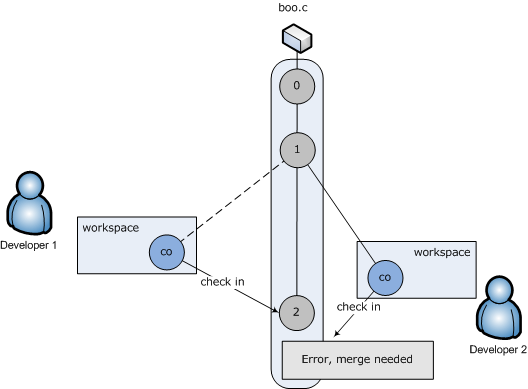 boo.c
0
1
Developer 1
workspace
co
check in
2
workspace
co
check in
Developer 2
Error, merge needed